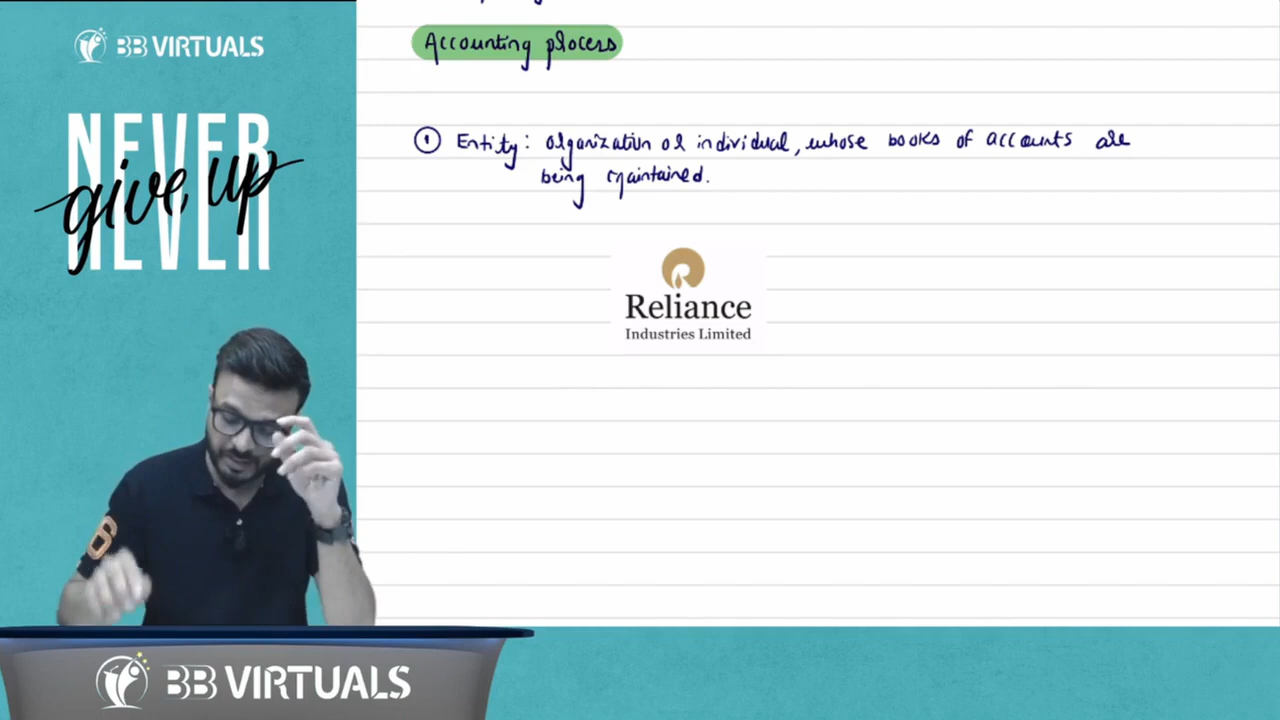 BB VIRTUALS
NEVER
give up
NEVER
Accounting process
① Entity: organization or individual, whose books of accounts are
being maintained.
Reliance
Industries Limited
6
BB VIRTUALS